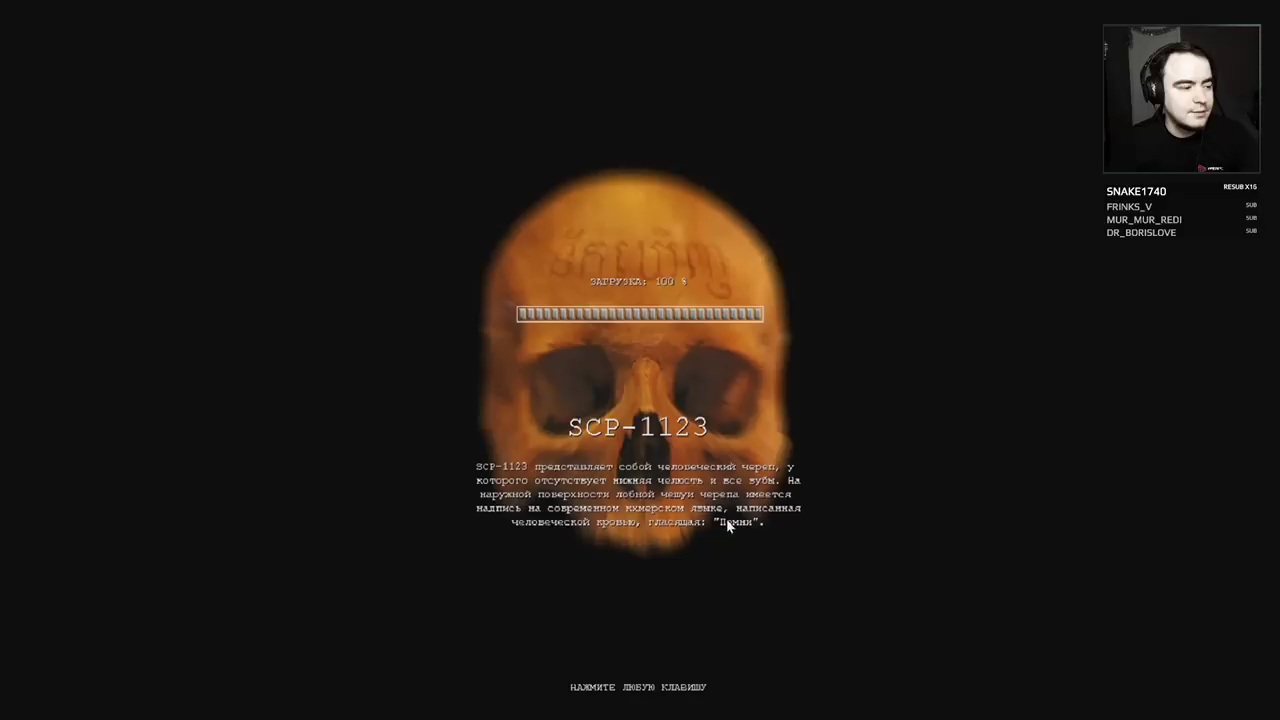 SNAKE1740 RESUB X16
FRINKS_V SUB
MUR_MUR_REDI SUB
DR_BORISLOVE SUB
ЗАГРУЗКА: 100 %
SCP-1123
SCP-1123 представляет собой человеческий череп, у
которого отсутствует нижняя челюсть и все зубы. На
наружной поверхности лобной чешуи черепа имеется
надпись на современном кхмерском языке, написанная
человеческой кровью, гласящая: "Помни".
НАЖМИТЕ ЛЮБУЮ КЛАВИШУ